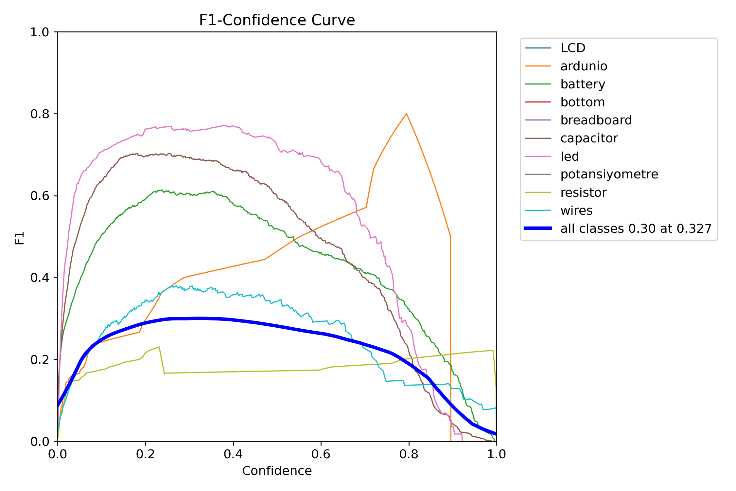 F1-Confidence Curve
1.0
0.8
0.6
0.4
0.2
0.0
F1
0.0 0.2 0.4 0.6 0.8 1.0
Confidence
LCD
ardunio
battery
bottom
breadboard
capacitor
led
potansiyometre
resistor
wires
all classes 0.30 at 0.327